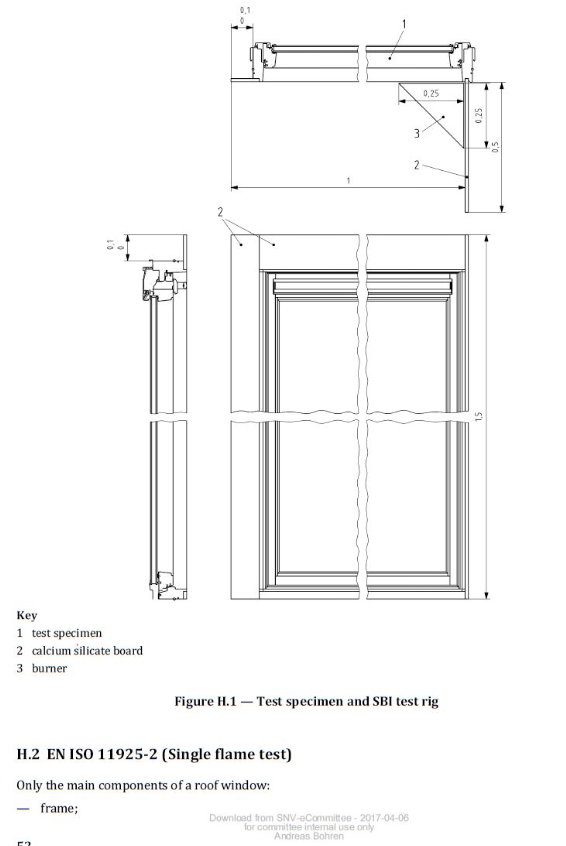 0,1
0
1
0,25
0,25
3
0,5
2
1
2
0,1
0
1,5
Key
1 test specimen
2 calcium silicate board
3 burner
Figure H.1 — Test specimen and SBI test rig
H.2 EN ISO 11925-2 (Single flame test)
Only the main components of a roof window:
— frame;
Download from SNV-eCommittee - 2017-04-06
for committee internal use only
Andreas Bohren